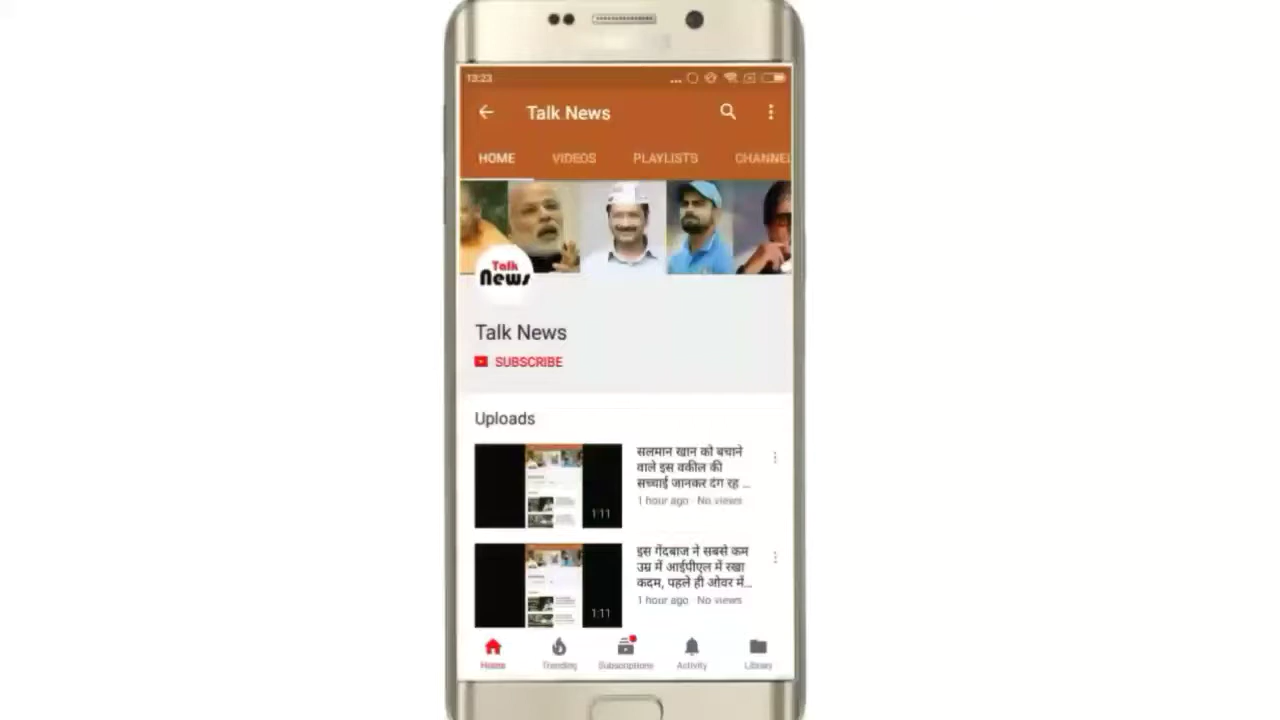 13:23
Talk News
HOME VIDEOS PLAYLISTS CHANNEL
Talk
News
Talk News
SUBSCRIBE
Uploads
सलमान खान को बचाने
वाले इस वकील की
सच्चाई जानकर दंग रह ...
1 hour ago · No views
1:11
इस गेंदबाज ने सबसे कम
उम्र में आईपीएल में रखा
कदम, पहले ही ओवर में...
1 hour ago · No views
1:11
Home Trending Subscriptions Activity Library